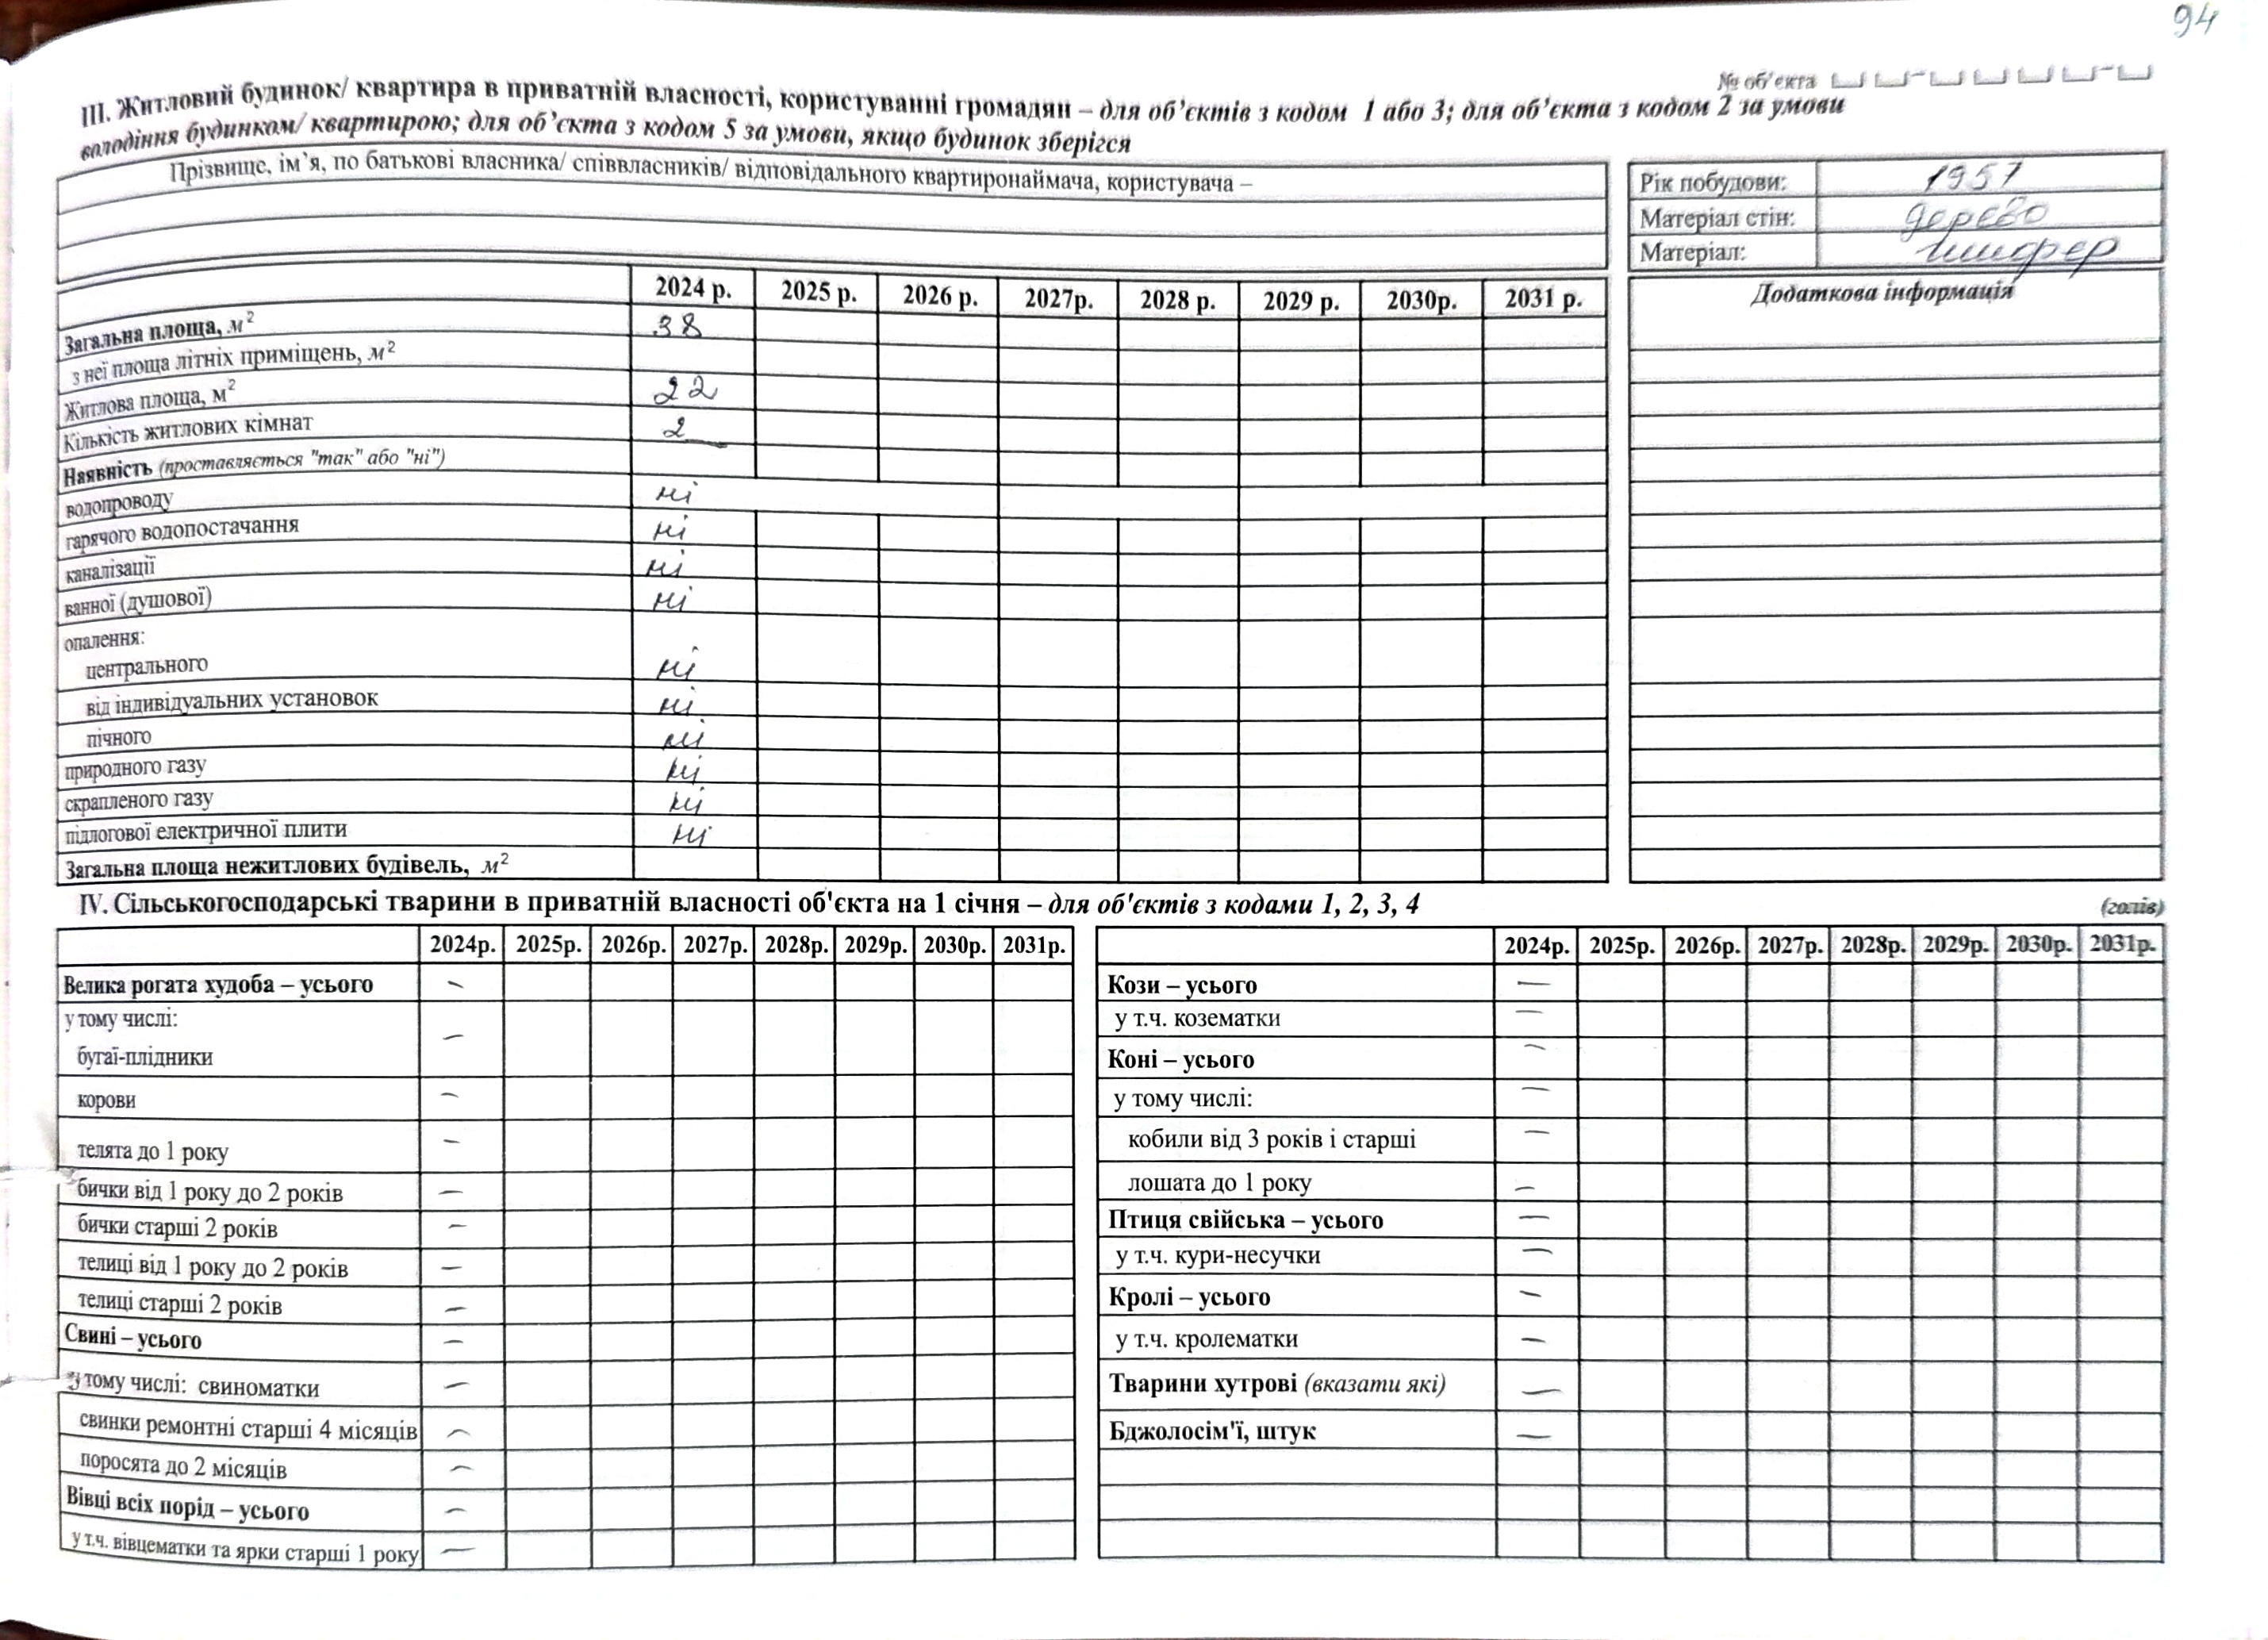 94
№ об'єкта
III. Житловий будинок/ квартира в приватній власності, користуванні громадян – для об'єктів з кодом 1 або 3; для об'єкта з кодом 2 за умови
володіння будинком/ квартирою; для об'єкта з кодом 5 за умови, якщо будинок зберігся
Прізвище, ім`я, по батькові власника/ співвласників/ відповідального квартиронаймача, користувача –
Рік побудови: 1957
Матеріал стін: дерево
Матеріал: шифер
2024 р. 2025 р. 2026 р. 2027р. 2028 р. 2029 р. 2030р. 2031 р.
Додаткова інформація
Загальна площа, м² 38
з неї площа літніх приміщень, м²
Житлова площа, м² 22
Кількість житлових кімнат 2
Наявність (проставляється "так" або "ні")
водопроводу ні
гарячого водопостачання ні
каналізації ні
ванної (душової) ні
опалення:
центрального ні
від індивідуальних установок ні
пічного ні
природного газу ні
скрапленого газу ні
підлогової електричної плити ні
Загальна площа нежитлових будівель, м²
IV. Сільськогосподарські тварини в приватній власності об'єкта на 1 січня – для об'єктів з кодами 1, 2, 3, 4
(голів)
2024р. 2025р. 2026р. 2027р. 2028р. 2029р. 2030р. 2031р.
Велика рогата худоба – усього –
у тому числі:
бугаї-плідники –
корови –
телята до 1 року –
бички від 1 року до 2 років –
бички старші 2 років –
телиці від 1 року до 2 років –
телиці старші 2 років –
Свині – усього –
у тому числі: свиноматки –
свинки ремонтні старші 4 місяців –
поросята до 2 місяців –
Вівці всіх порід – усього –
у т.ч. вівцематки та ярки старші 1 року –
2024р. 2025р. 2026р. 2027р. 2028р. 2029р. 2030р. 2031р.
Кози – усього –
у т.ч. козематки –
Коні – усього –
у тому числі: –
кобили від 3 років і старші –
лошата до 1 року –
Птиця свійська – усього –
у т.ч. кури-несучки –
Кролі – усього –
у т.ч. кролематки –
Тварини хутрові (вказати які) –
Бджолосім'ї, штук –